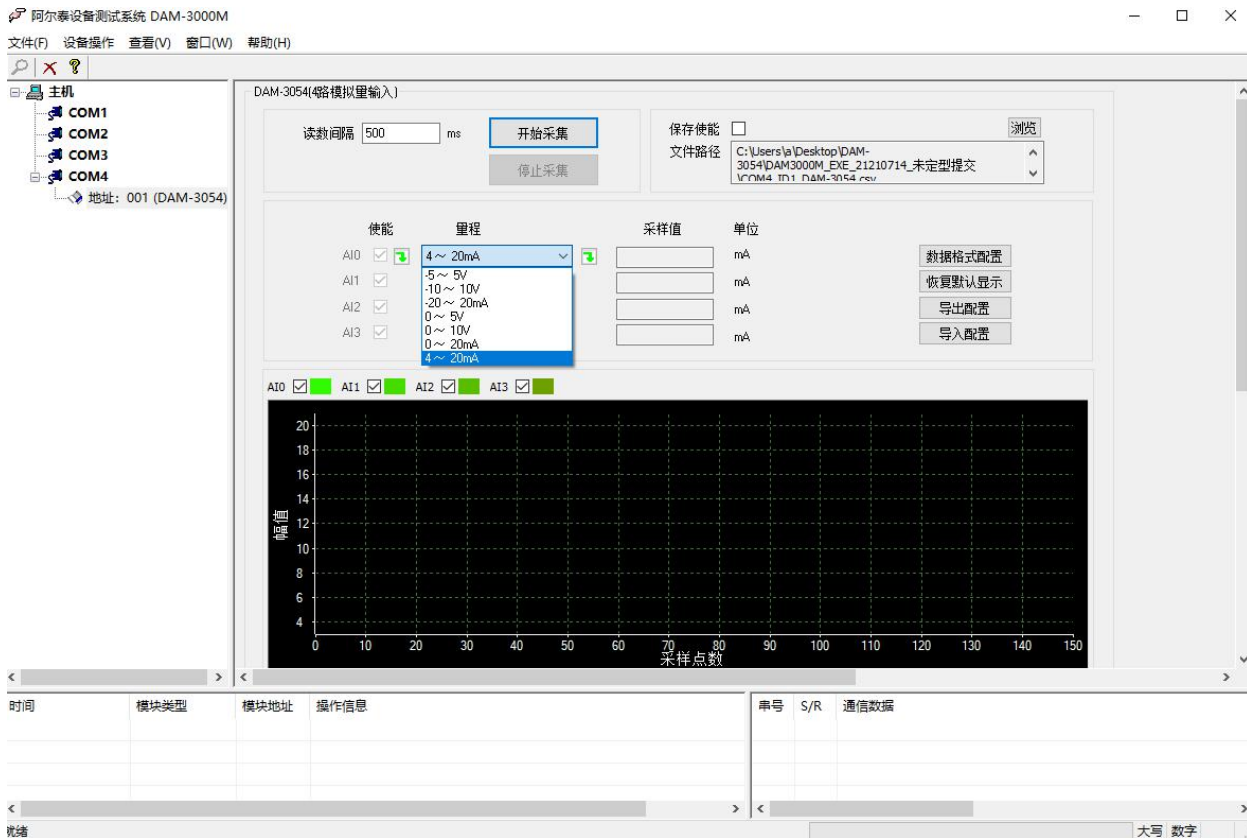 阿尔泰设备测试系统 DAM-3000M
文件(F) 设备操作 查看(V) 窗口(W) 帮助(H)
主机
COM1
COM2
COM3
COM4
地址：001 (DAM-3054)
DAM-3054(4路模拟量输入)
读数间隔 500 ms 开始采集
停止采集
保存使能 浏览
文件路径 C:\Users\a\Desktop\DAM-
3054\DAM3000M_EXE_21210714_未定型提交
\COM4_ID1_DAM-3054.csv
使能 量程 采样值 单位
AI0 4～ 20mA mA 数据格式配置
AI1 mA 恢复默认显示
AI2 mA 导出配置
AI3 mA 导入配置
-5～ 5V
-10～ 10V
-20～ 20mA
0～ 5V
0～ 10V
0～ 20mA
4～ 20mA
AI0 AI1 AI2 AI3
20
18
16
14
12
10
8
6
4
幅值
0 10 20 30 40 50 60 70 80 90 100 110 120 130 140 150
采样点数
时间 模块类型 模块地址 操作信息 串号 S/R 通信数据
就绪 大写 数字